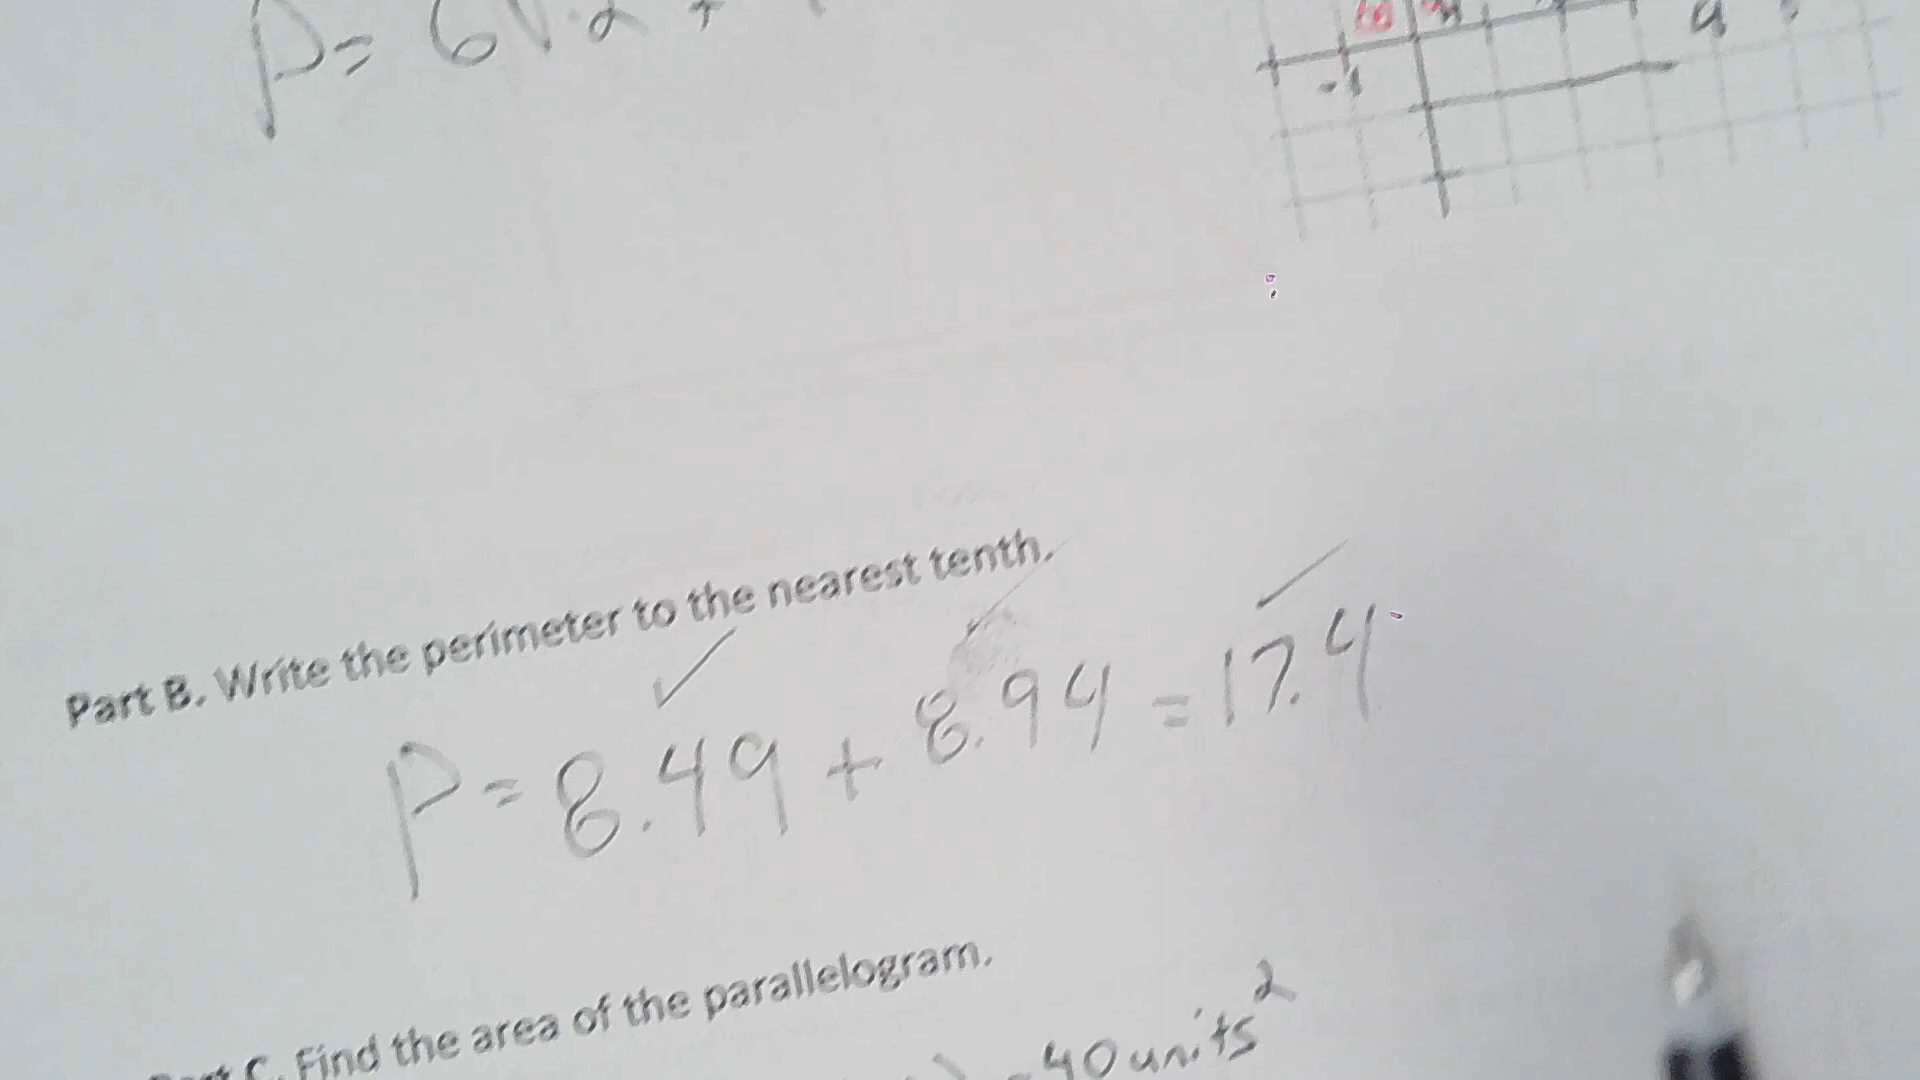 P = 6√2 +
-1
Part B. Write the perimeter to the nearest tenth.
P = 8.49 + 8.94 = 17.4
Part C. Find the area of the parallelogram.
40 units²